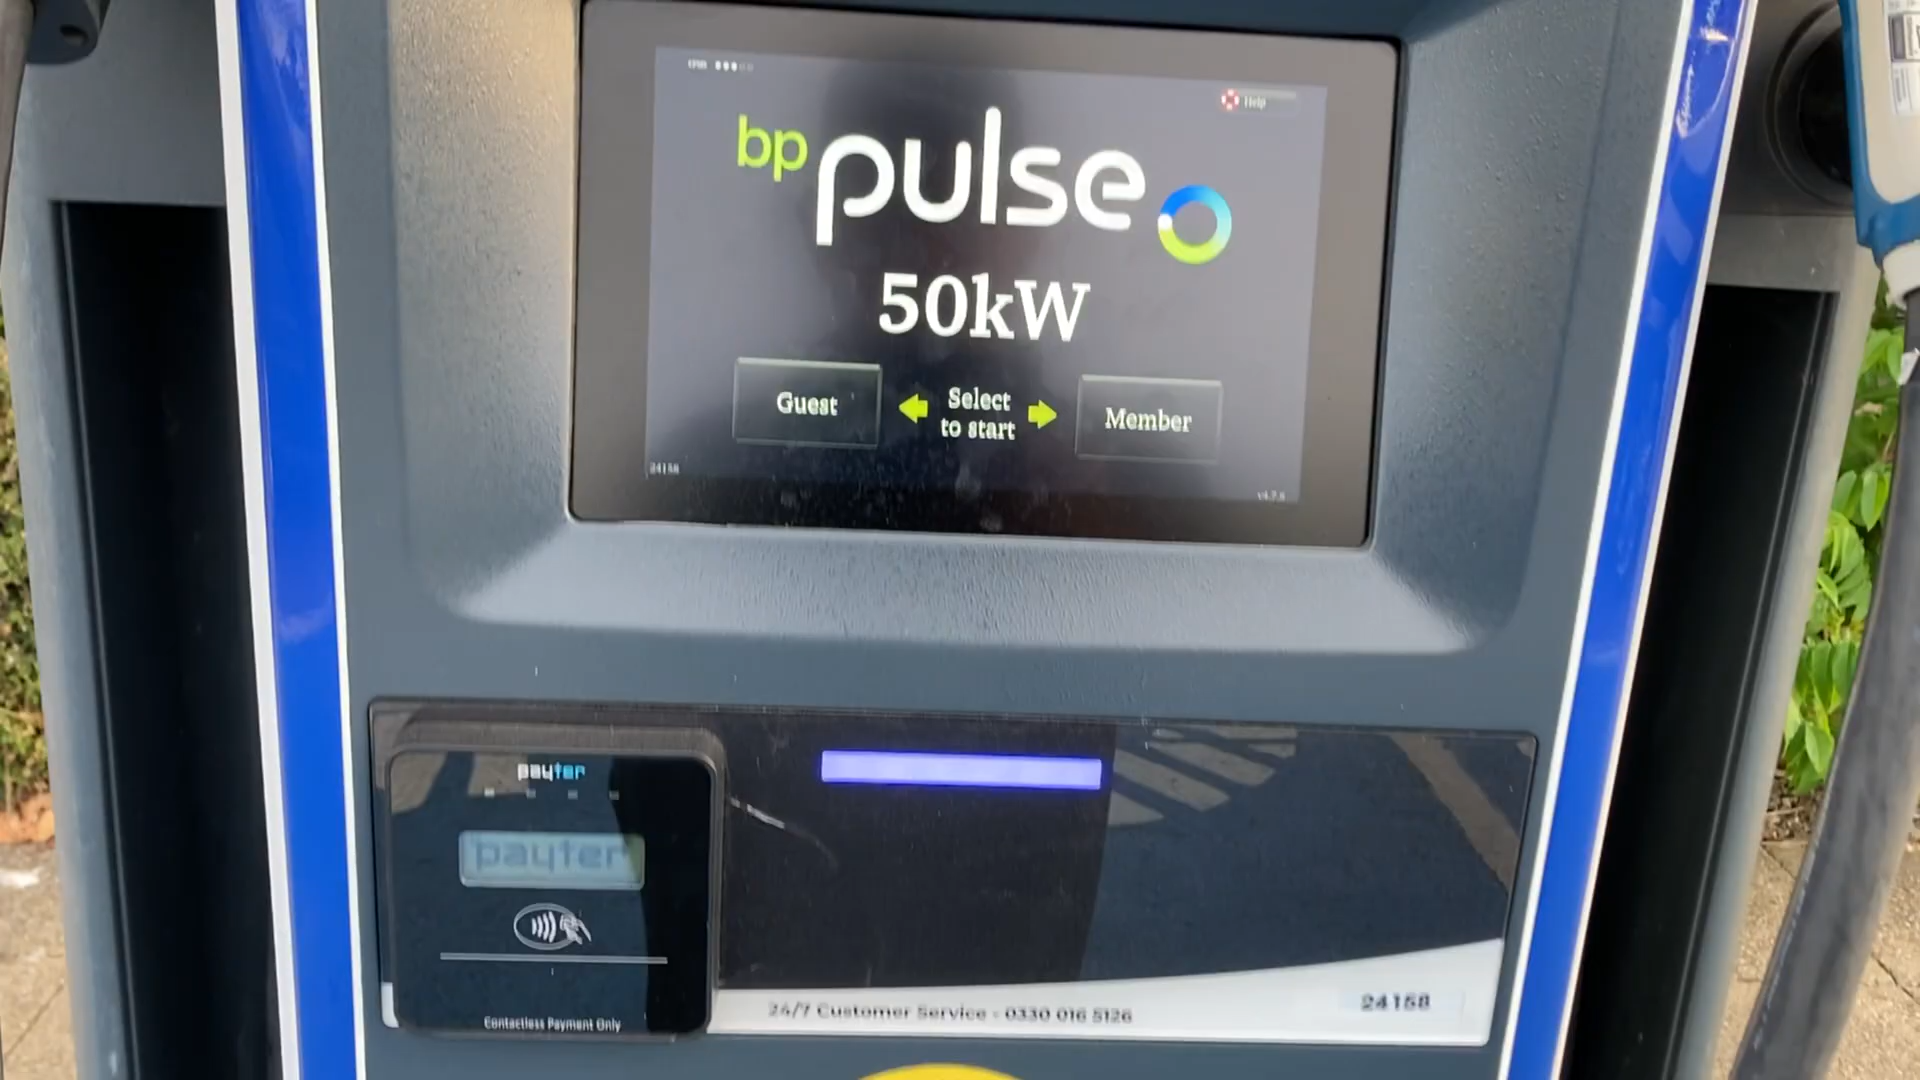 Help
bp pulse
50kW
Guest
Select
to start
Member
24158
payter
payter
Contactless Payment Only
24/7 Customer Service - 0330 016 5126
24158